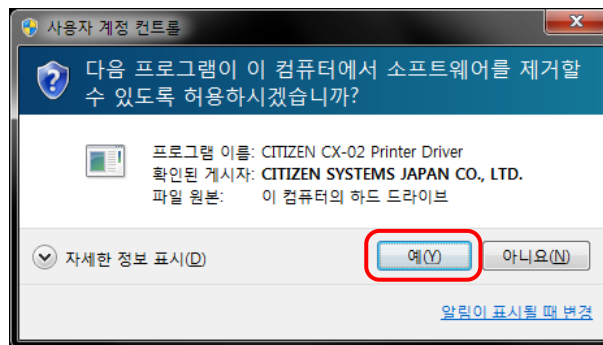 사용자 계정 컨트롤
다음 프로그램이 이 컴퓨터에서 소프트웨어를 제거할
수 있도록 허용하시겠습니까?
프로그램 이름: CITIZEN CX-02 Printer Driver
확인된 게시자: CITIZEN SYSTEMS JAPAN CO., LTD.
파일 원본: 이 컴퓨터의 하드 드라이브
자세한 정보 표시(D) 예(Y) 아니요(N)
알림이 표시될 때 변경